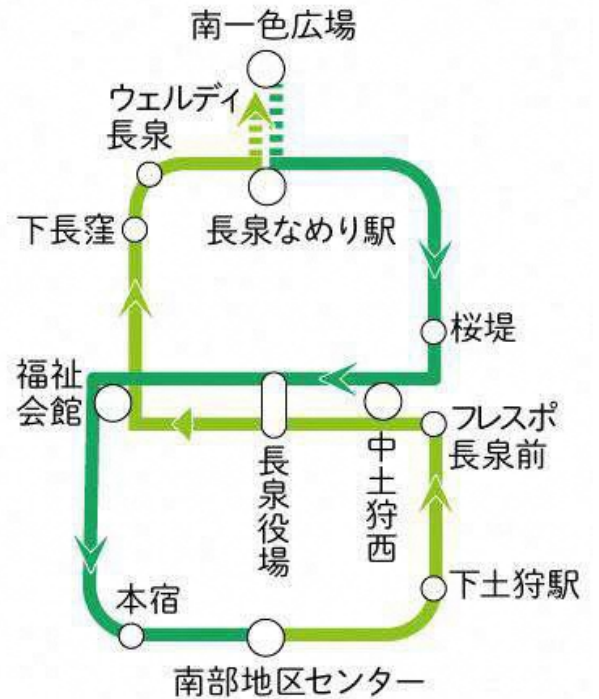 南一色広場
ウェルディ
長泉
下長窪
長泉なめり駅
桜堤
福祉
会館
フレスポ
長泉前
長泉役場
中土狩西
下土狩駅
本宿
南部地区センター